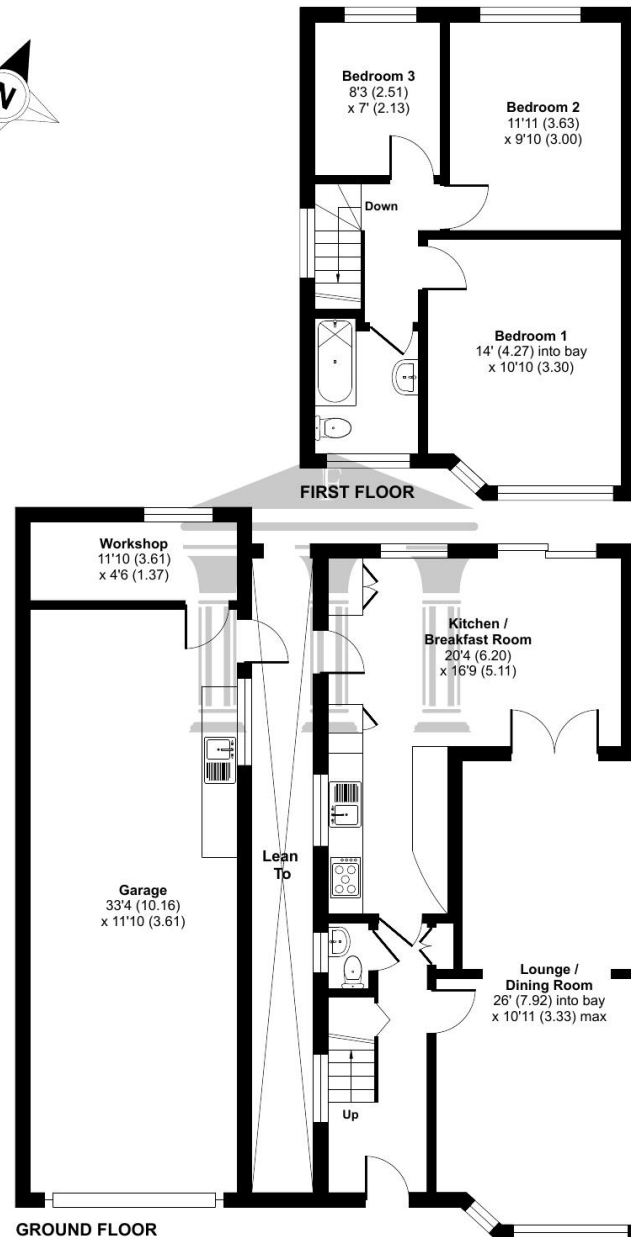 N
Bedroom 3
8'3 (2.51)
x 7' (2.13)
Bedroom 2
11'11 (3.63)
x 9'10 (3.00)
Down
Bedroom 1
14' (4.27) into bay
x 10'10 (3.30)
FIRST FLOOR
Workshop
11'10 (3.61)
x 4'6 (1.37)
Kitchen /
Breakfast Room
20'4 (6.20)
x 16'9 (5.11)
Lean
To
Garage
33'4 (10.16)
x 11'10 (3.61)
Lounge /
Dining Room
26' (7.92) into bay
x 10'11 (3.33) max
Up
GROUND FLOOR